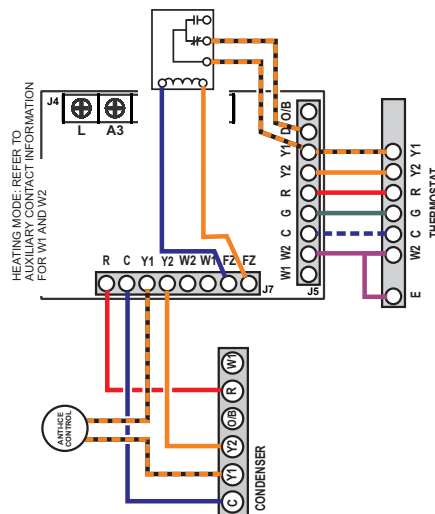 J4
L A3
HEATING MODE: REFER TO
AUXILIARY CONTACT INFORMATION
FOR W1 AND W2
O/B
D
Y1
Y2
R
G
C
W2
W1
J5
Y1
Y2
R
G
C
W2
E
THERMOSTAT
R C Y1 Y2 W2 W1 FZ FZ
J7
ANTI-ICE
CONTROL
W1
R
O/B
Y2
Y1
C
CONDENSER